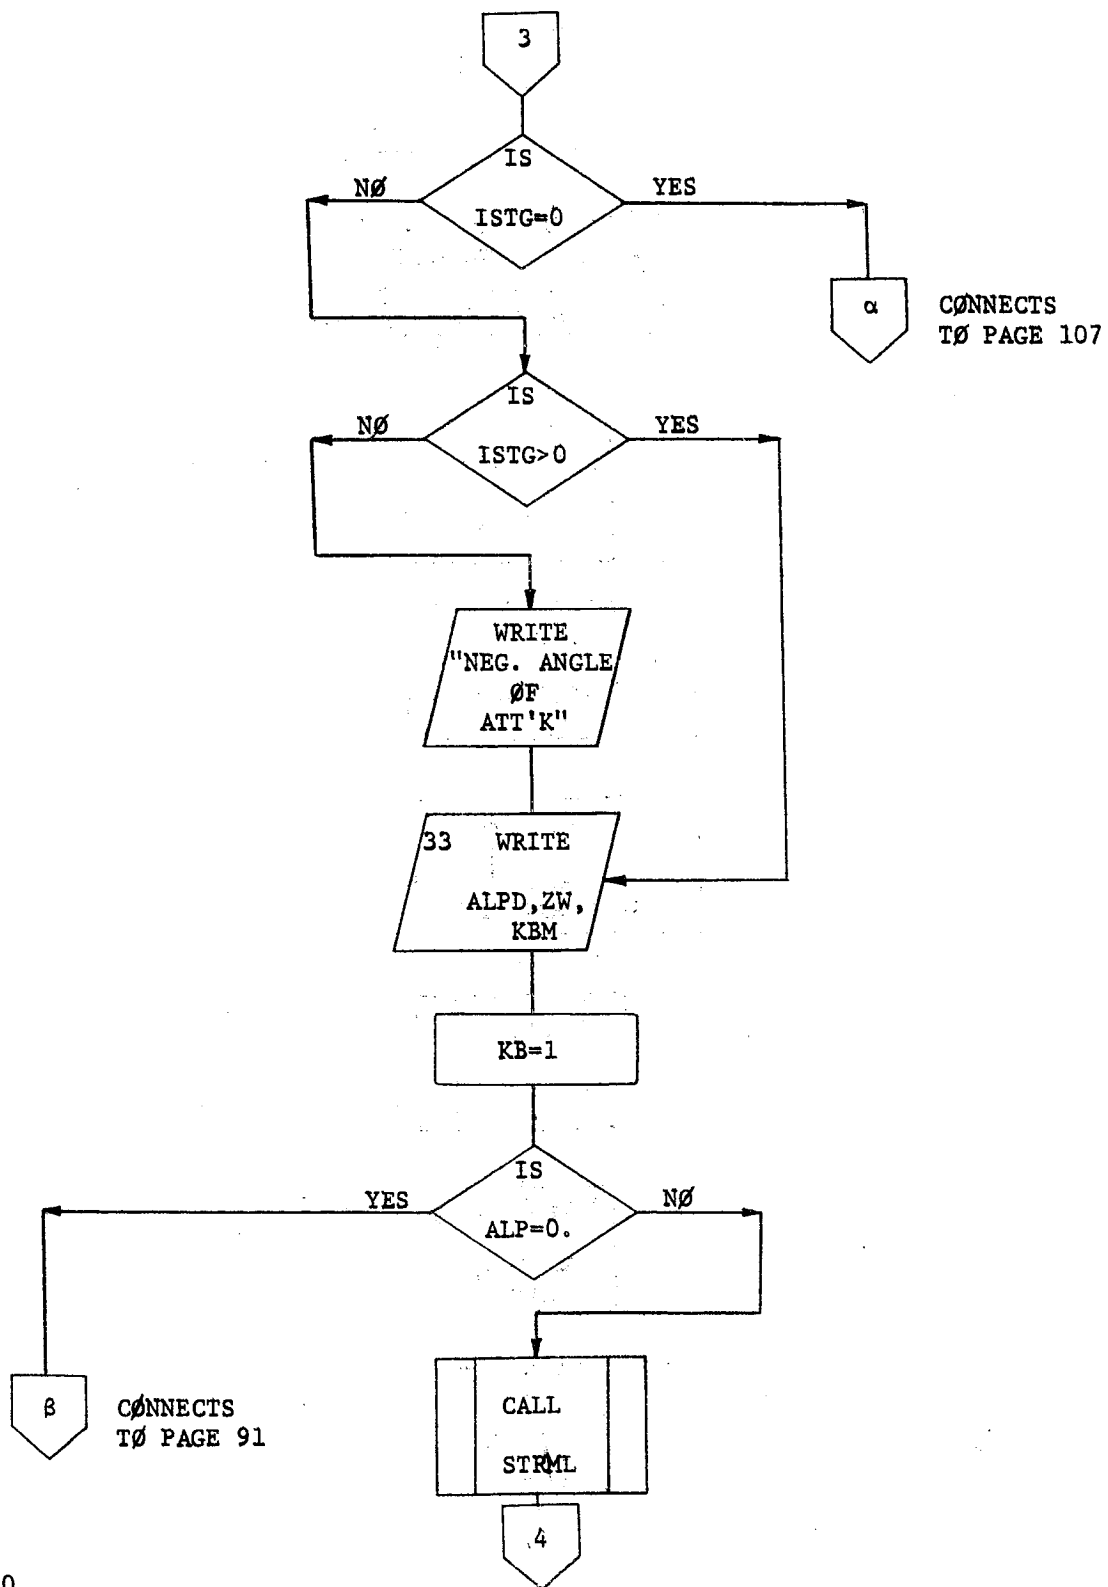 3
IS
NØ
YES
ISTG=0
α
CØNNECTS
TØ PAGE 107
IS
NØ
YES
ISTG>0
WRITE
"NEG. ANGLE
ØF
ATT'K"
33 WRITE
ALPD,ZW,
KBM
KB=1
IS
YES
NØ
ALP=0.
β
CØNNECTS
TØ PAGE 91
CALL
STRML
4
0